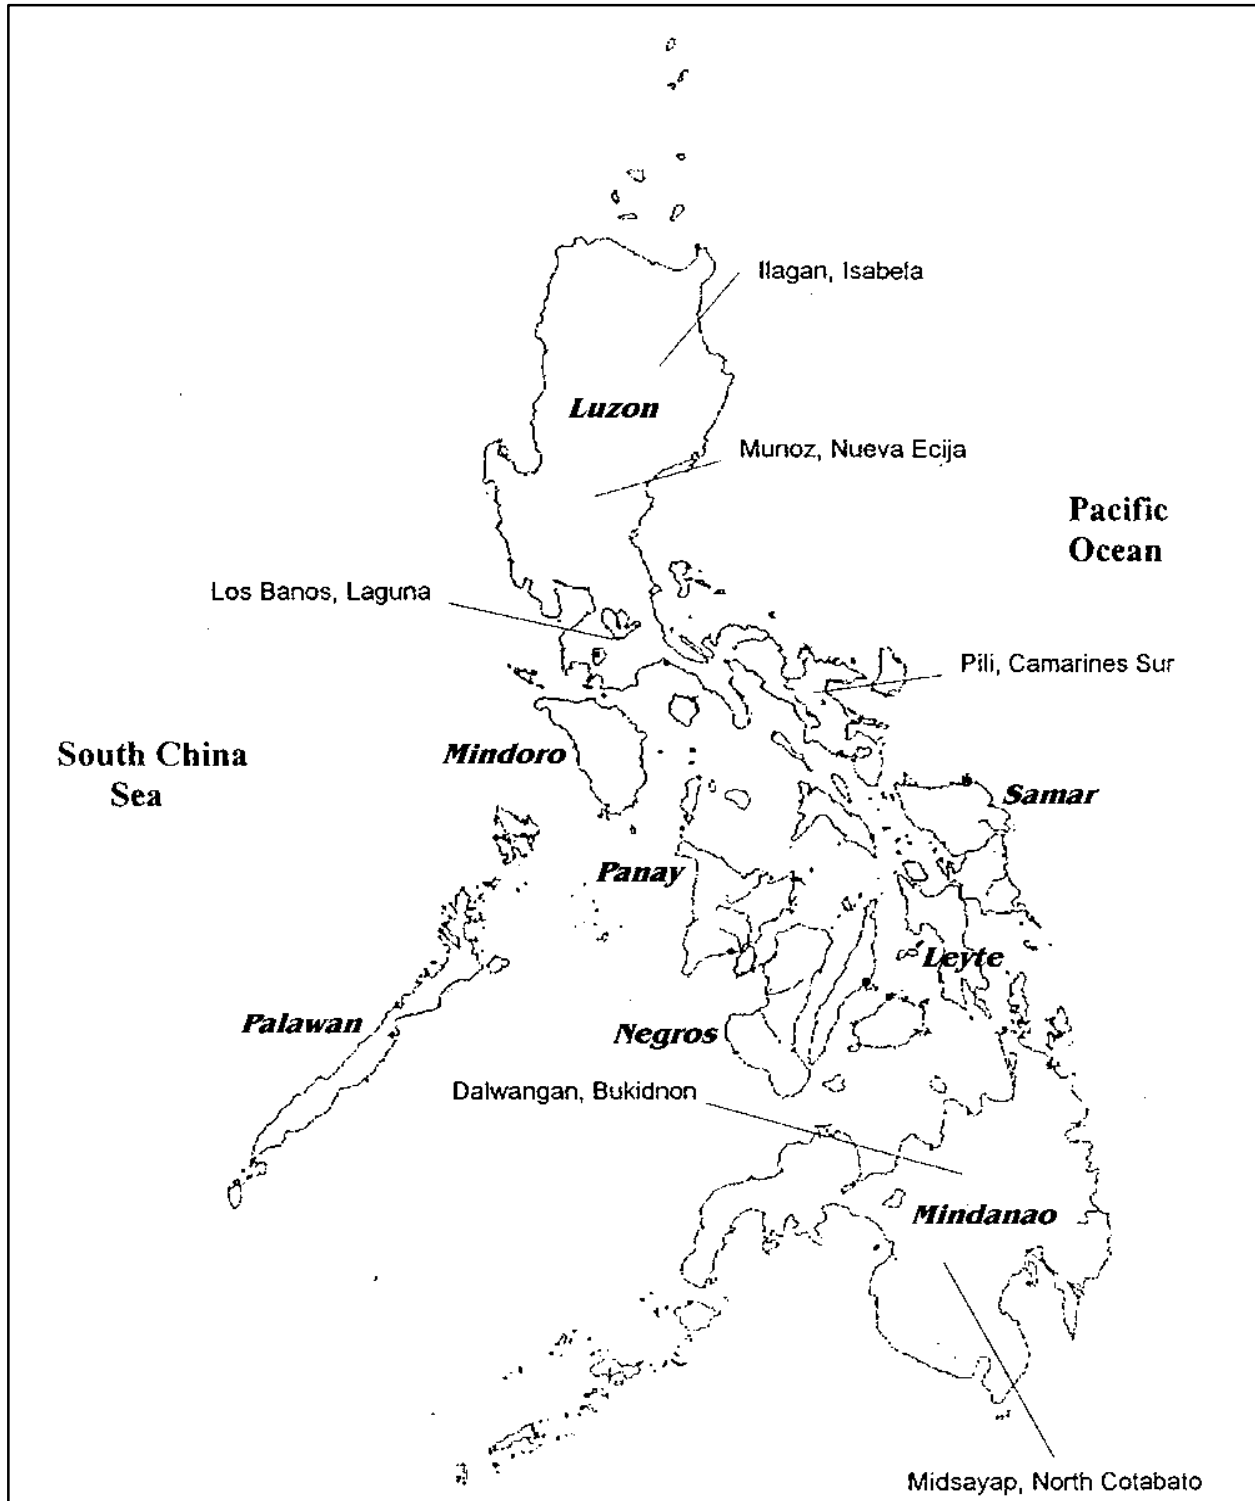 Ilagan, Isabela
Luzon
Munoz, Nueva Ecija
Pacific
Ocean
Los Banos, Laguna
Pili, Camarines Sur
South China
Sea
Mindoro
Samar
Panay
Leyte
Palawan
Negros
Dalwangan, Bukidnon
Mindanao
Midsayap, North Cotabato